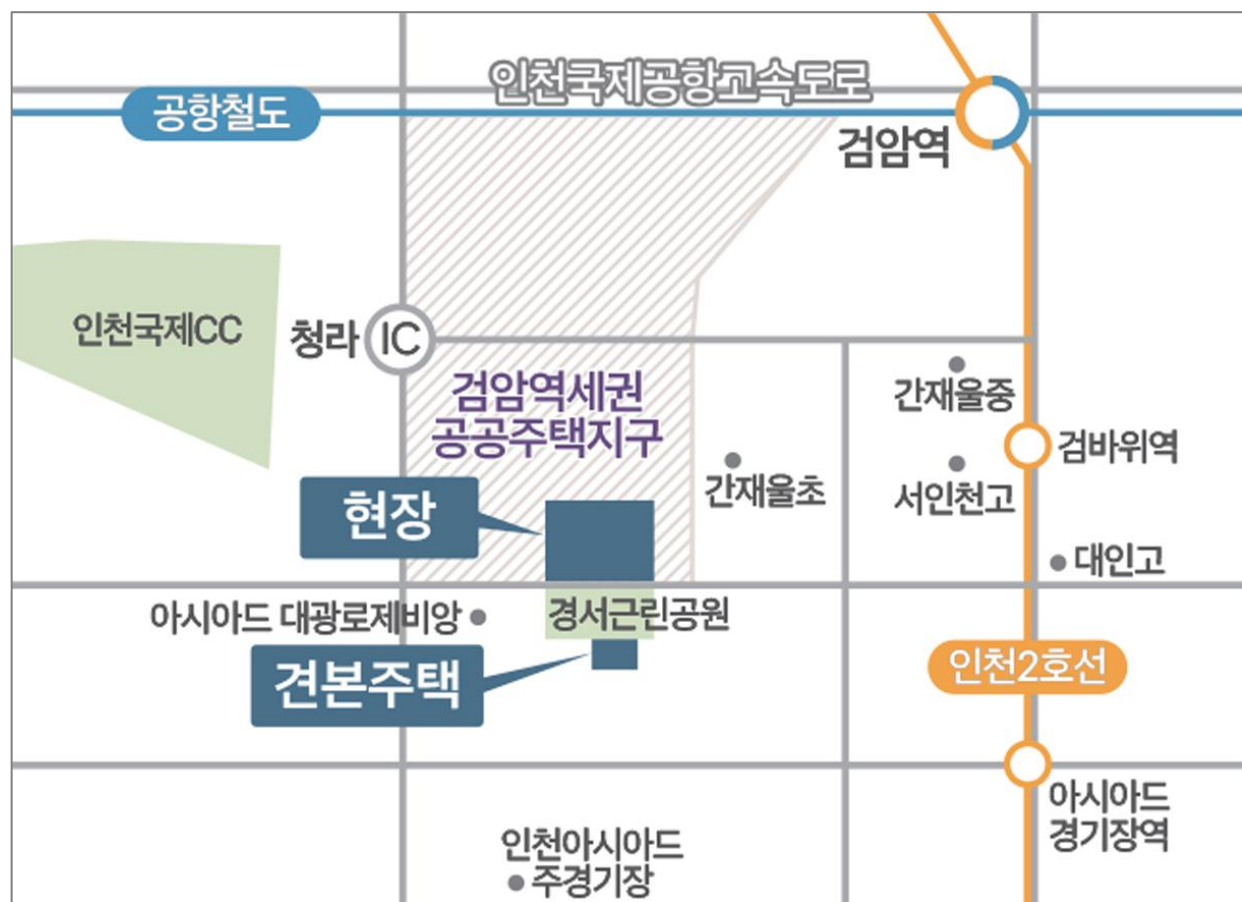 인천국제공항고속도로
공항철도
검암역
인천국제CC
청라
IC
검암역세권
공공주택지구
간재울중
검바위역
간재울초
서인천고
현장
대인고
아시아드 대광로제비앙
경서근린공원
견본주택
인천2호선
아시아드
경기장역
인천아시아드
주경기장